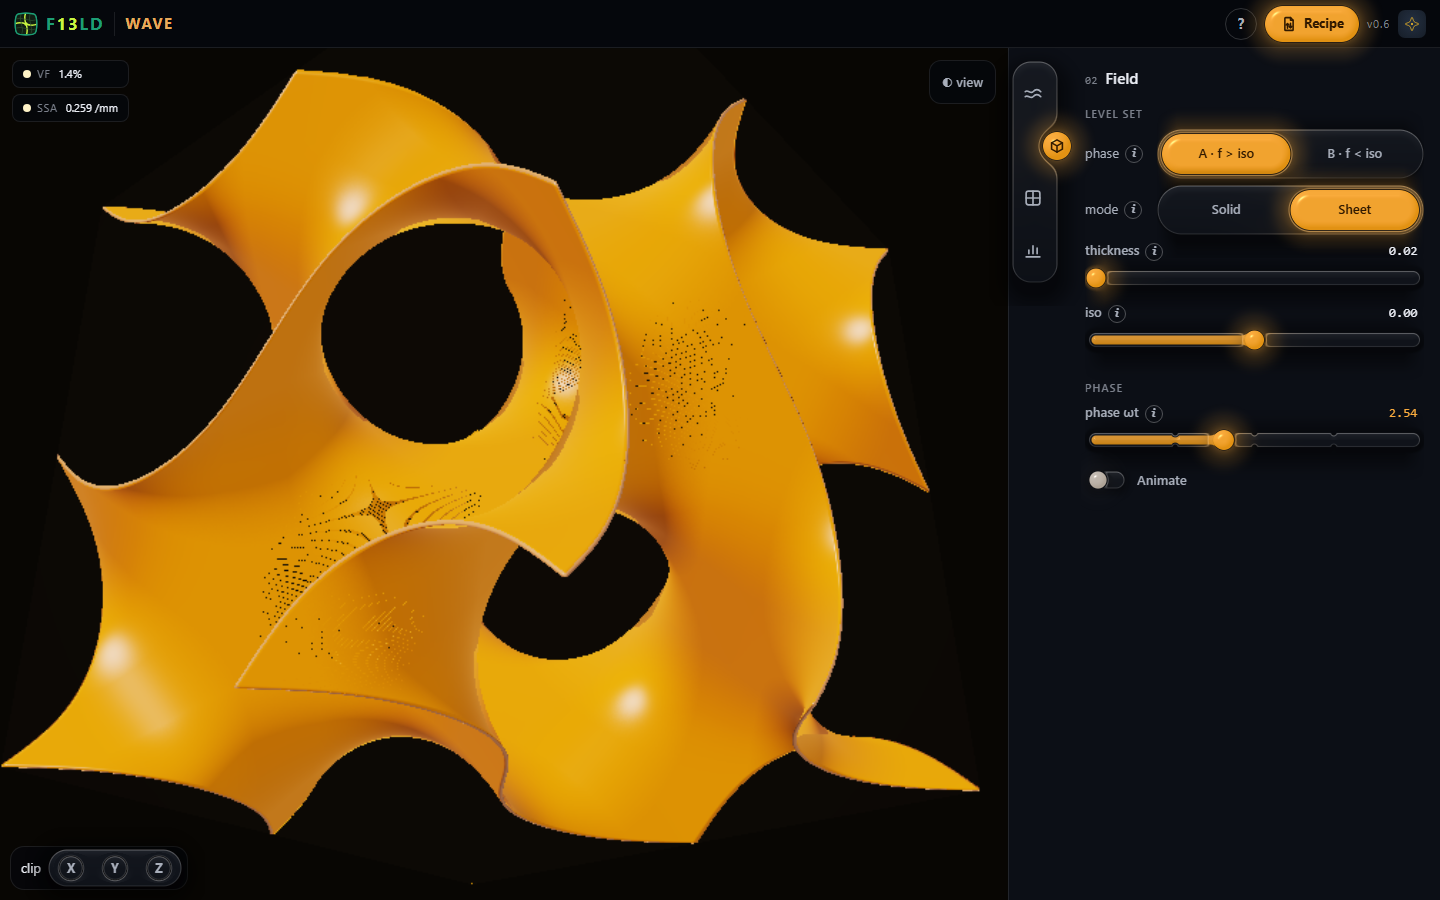 F13LD WAVE
? Recipe v0.6
VF 1.4%
SSA 0.259 /mm
view
02 Field
LEVEL SET
phase i A · f > iso B · f < iso
mode i Solid Sheet
thickness i 0.02
iso i 0.00
PHASE
phase ωt i 2.54
Animate
clip X Y Z